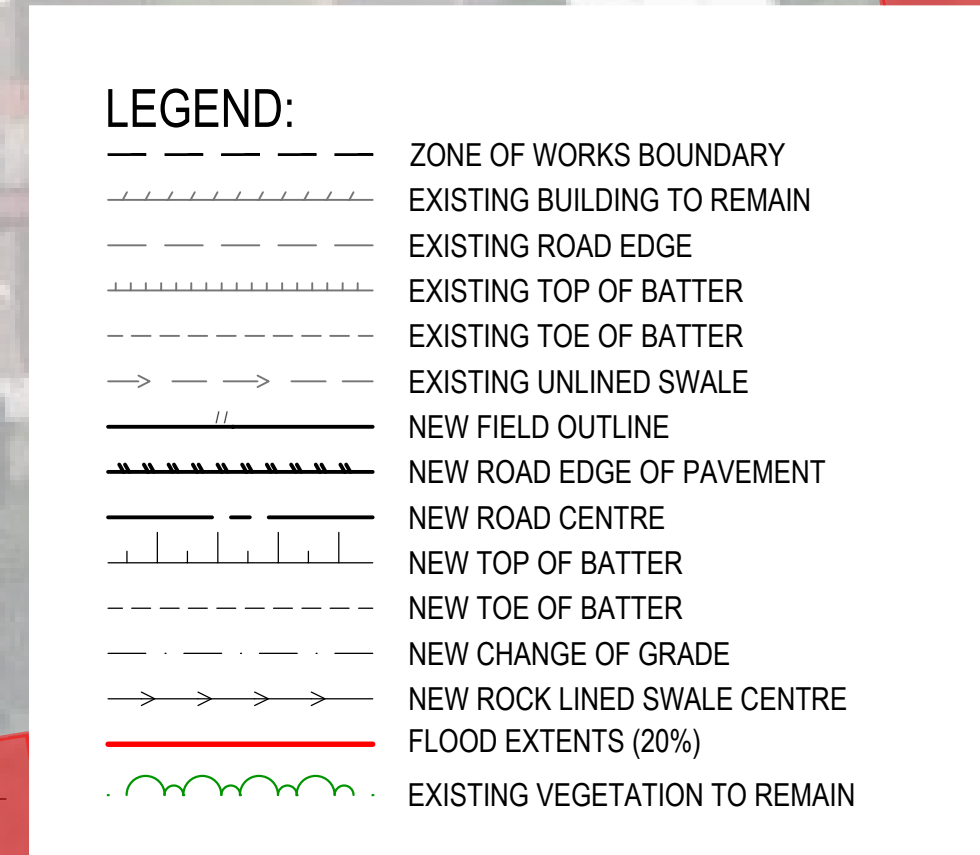 LEGEND:
ZONE OF WORKS BOUNDARY
EXISTING BUILDING TO REMAIN
EXISTING ROAD EDGE
EXISTING TOP OF BATTER
EXISTING TOE OF BATTER
EXISTING UNLINED SWALE
NEW FIELD OUTLINE
NEW ROAD EDGE OF PAVEMENT
NEW ROAD CENTRE
NEW TOP OF BATTER
NEW TOE OF BATTER
NEW CHANGE OF GRADE
NEW ROCK LINED SWALE CENTRE
FLOOD EXTENTS (20%)
EXISTING VEGETATION TO REMAIN